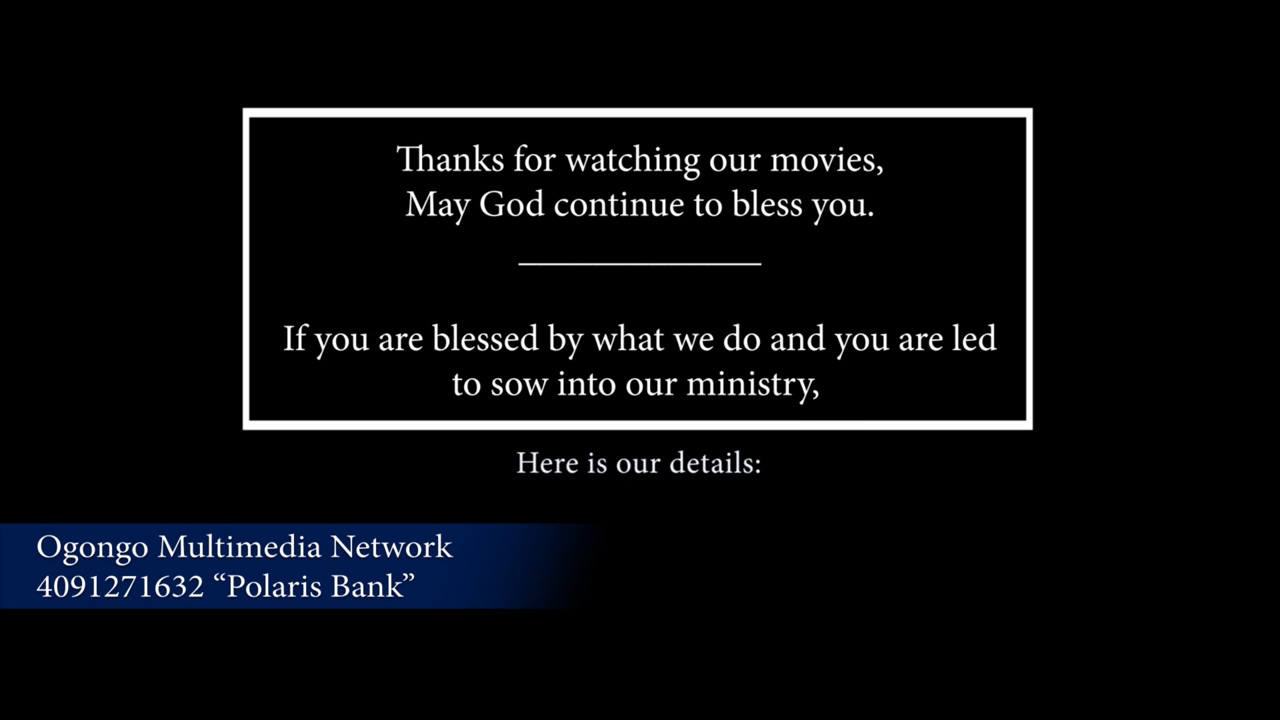 Thanks for watching our movies,
May God continue to bless you.
If you are blessed by what we do and you are led
to sow into our ministry,
Here is our details:
Ogongo Multimedia Network
4091271632 “Polaris Bank”